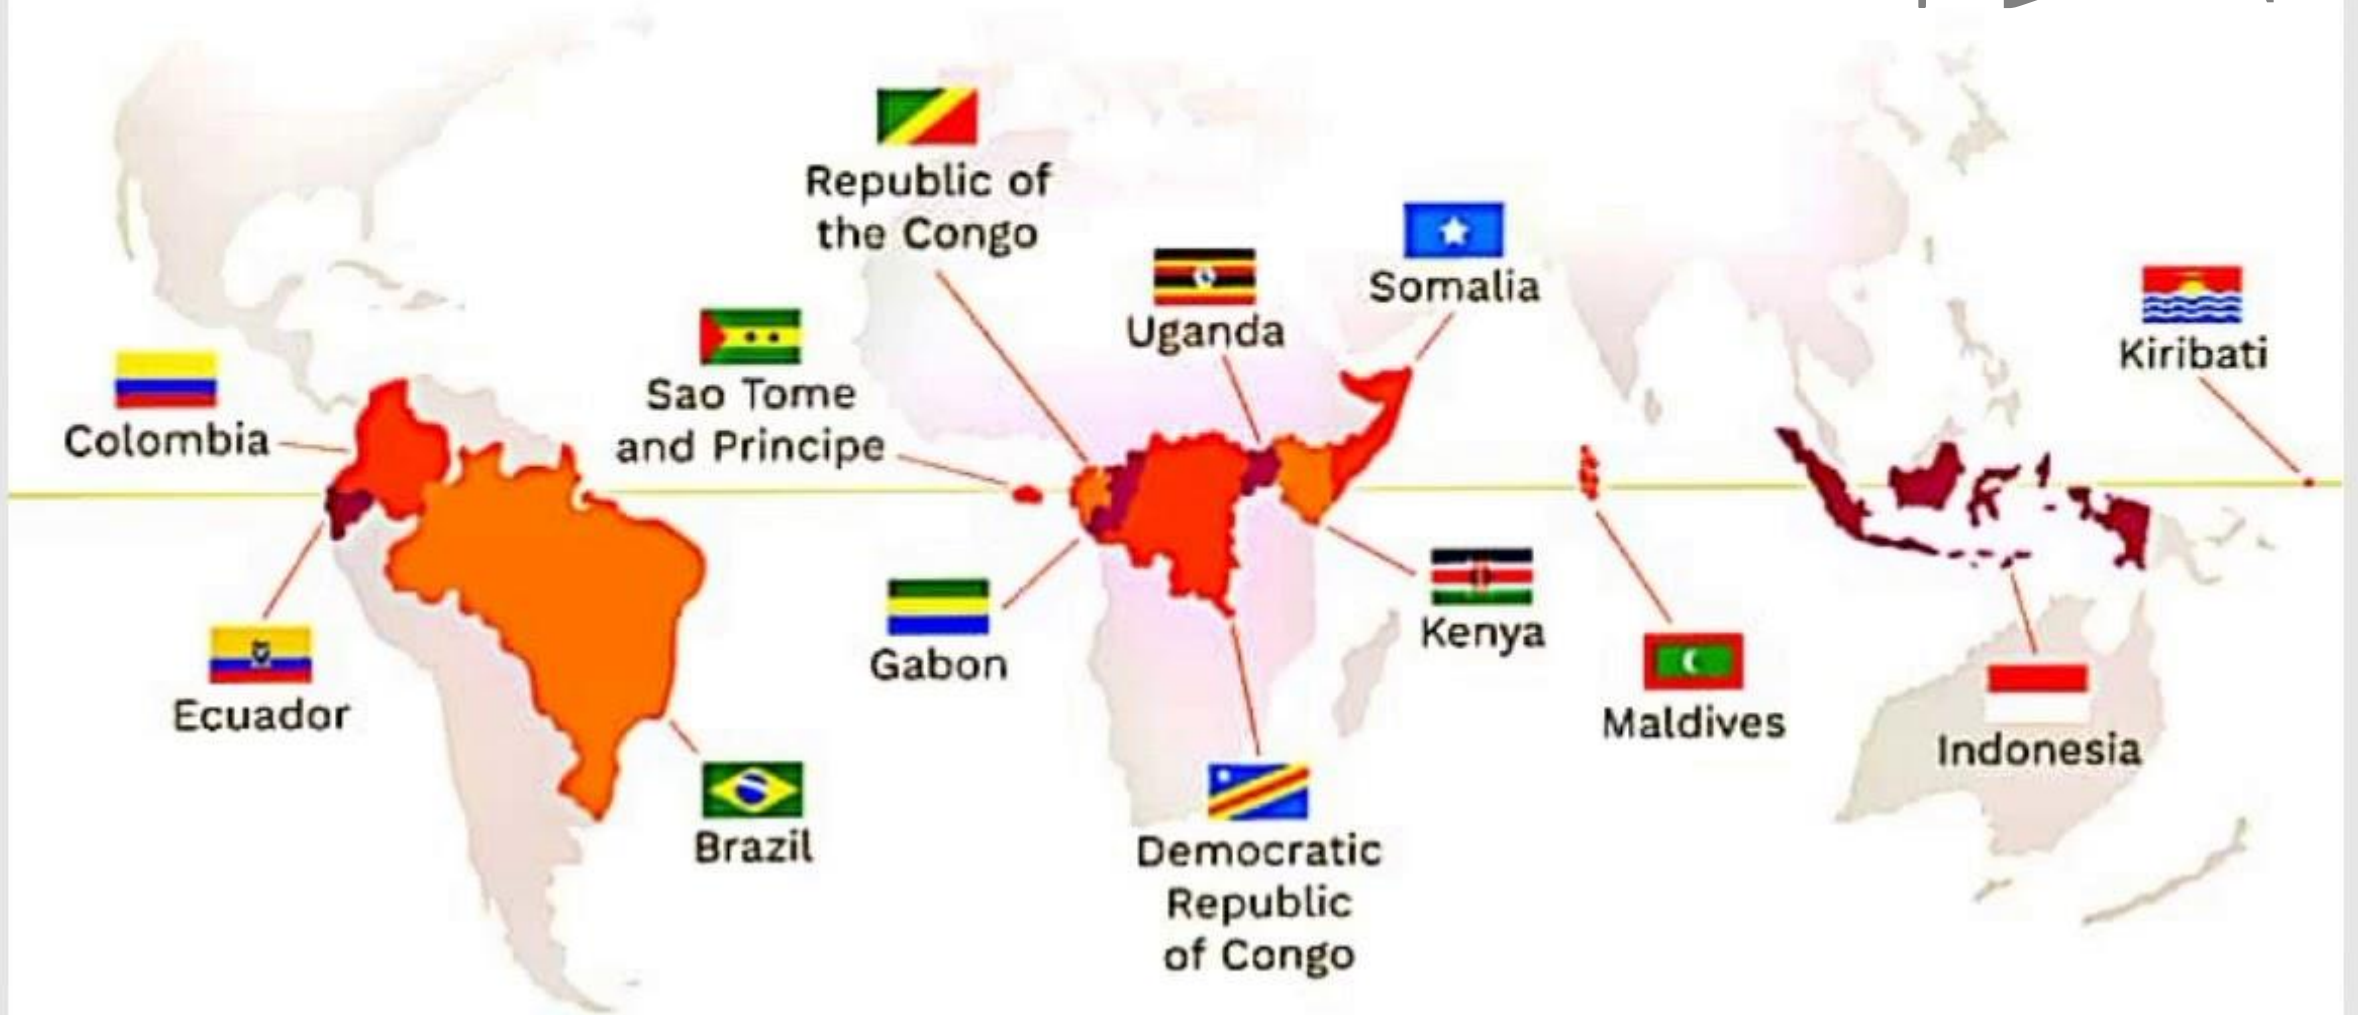 Republic of
the Congo
Somalia
Uganda
Kiribati
Sao Tome
and Principe
Colombia
Kenya
Gabon
Ecuador
Maldives
Indonesia
Brazil
Democratic
Republic
of Congo